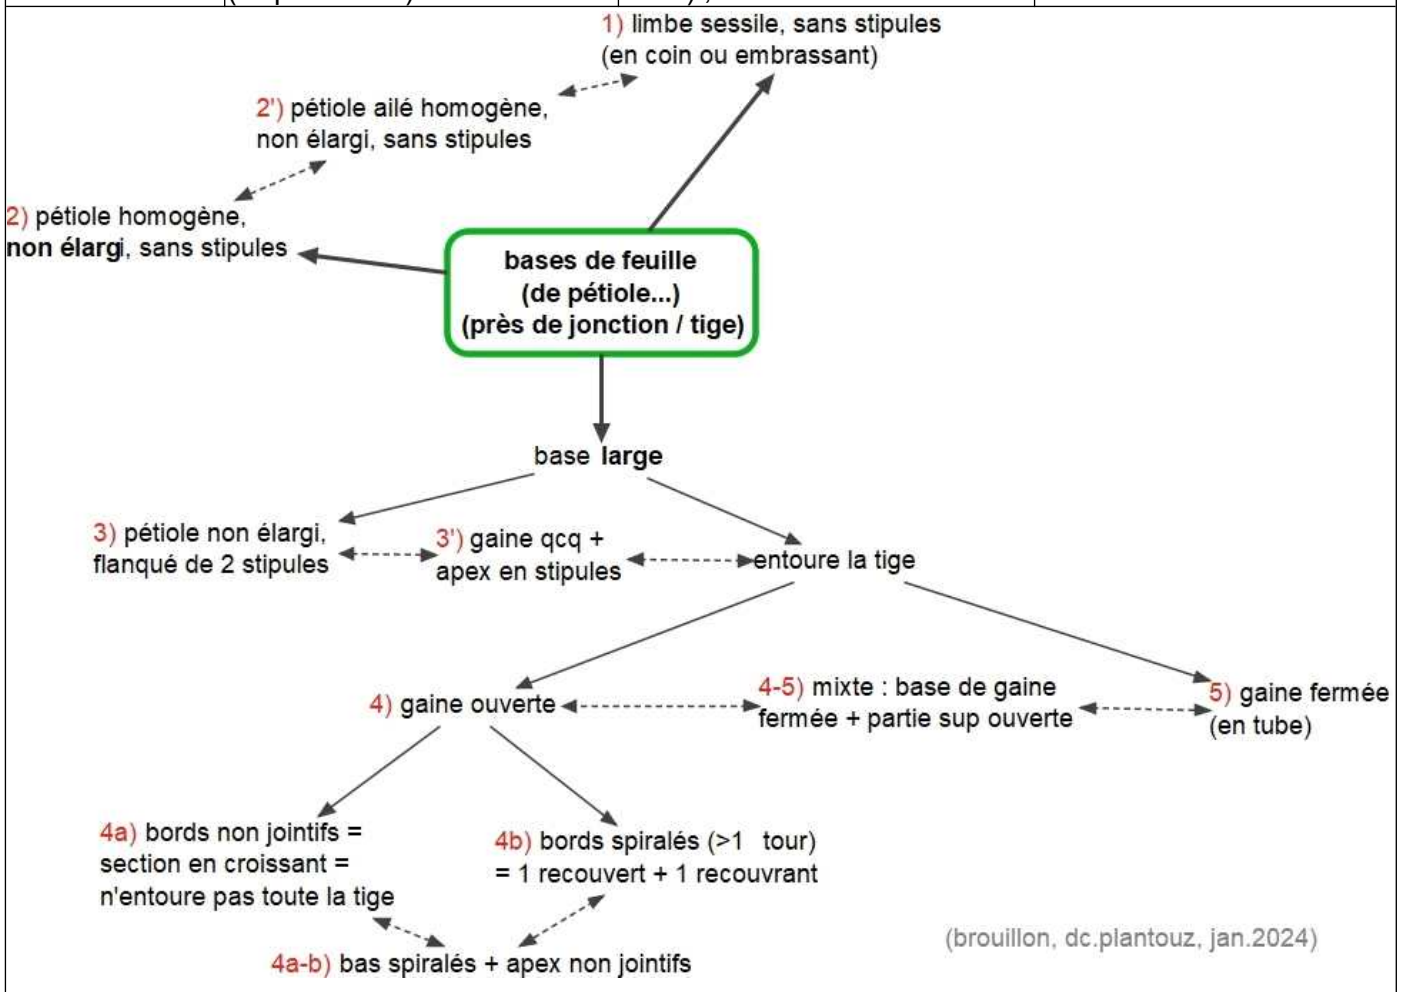 1) limbe sessile, sans stipules
(en coin ou embrassant)
2') pétiole ailé homogène,
non élargi, sans stipules
2) pétiole homogène,
non élargi, sans stipules
bases de feuille
(de pétiole...)
(près de jonction / tige)
base large
3) pétiole non élargi,
flanqué de 2 stipules
3') gaine qcq +
apex en stipules
entoure la tige
4) gaine ouverte
4-5) mixte : base de gaine
fermée + partie sup ouverte
5) gaine fermée
(en tube)
4a) bords non jointifs =
section en croissant =
n'entoure pas toute la tige
4b) bords spiralés (>1 tour)
= 1 recouvert + 1 recouvrant
4a-b) bas spiralés + apex non jointifs
(brouillon, dc.plantouz, jan.2024)